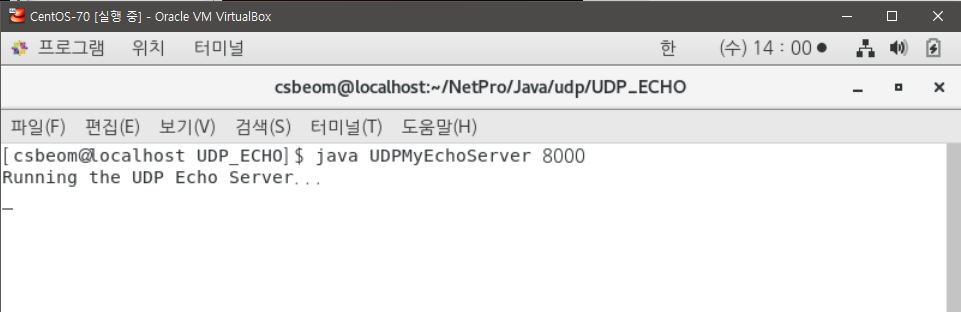 CentOS-70 [실행 중] - Oracle VM VirtualBox
프로그램 위치 터미널 한 (수) 14 : 00
csbeom@localhost:~/NetPro/Java/udp/UDP_ECHO
파일(F) 편집(E) 보기(V) 검색(S) 터미널(T) 도움말(H)
[csbeom@localhost UDP_ECHO]$ java UDPMyEchoServer 8000
Running the UDP Echo Server...